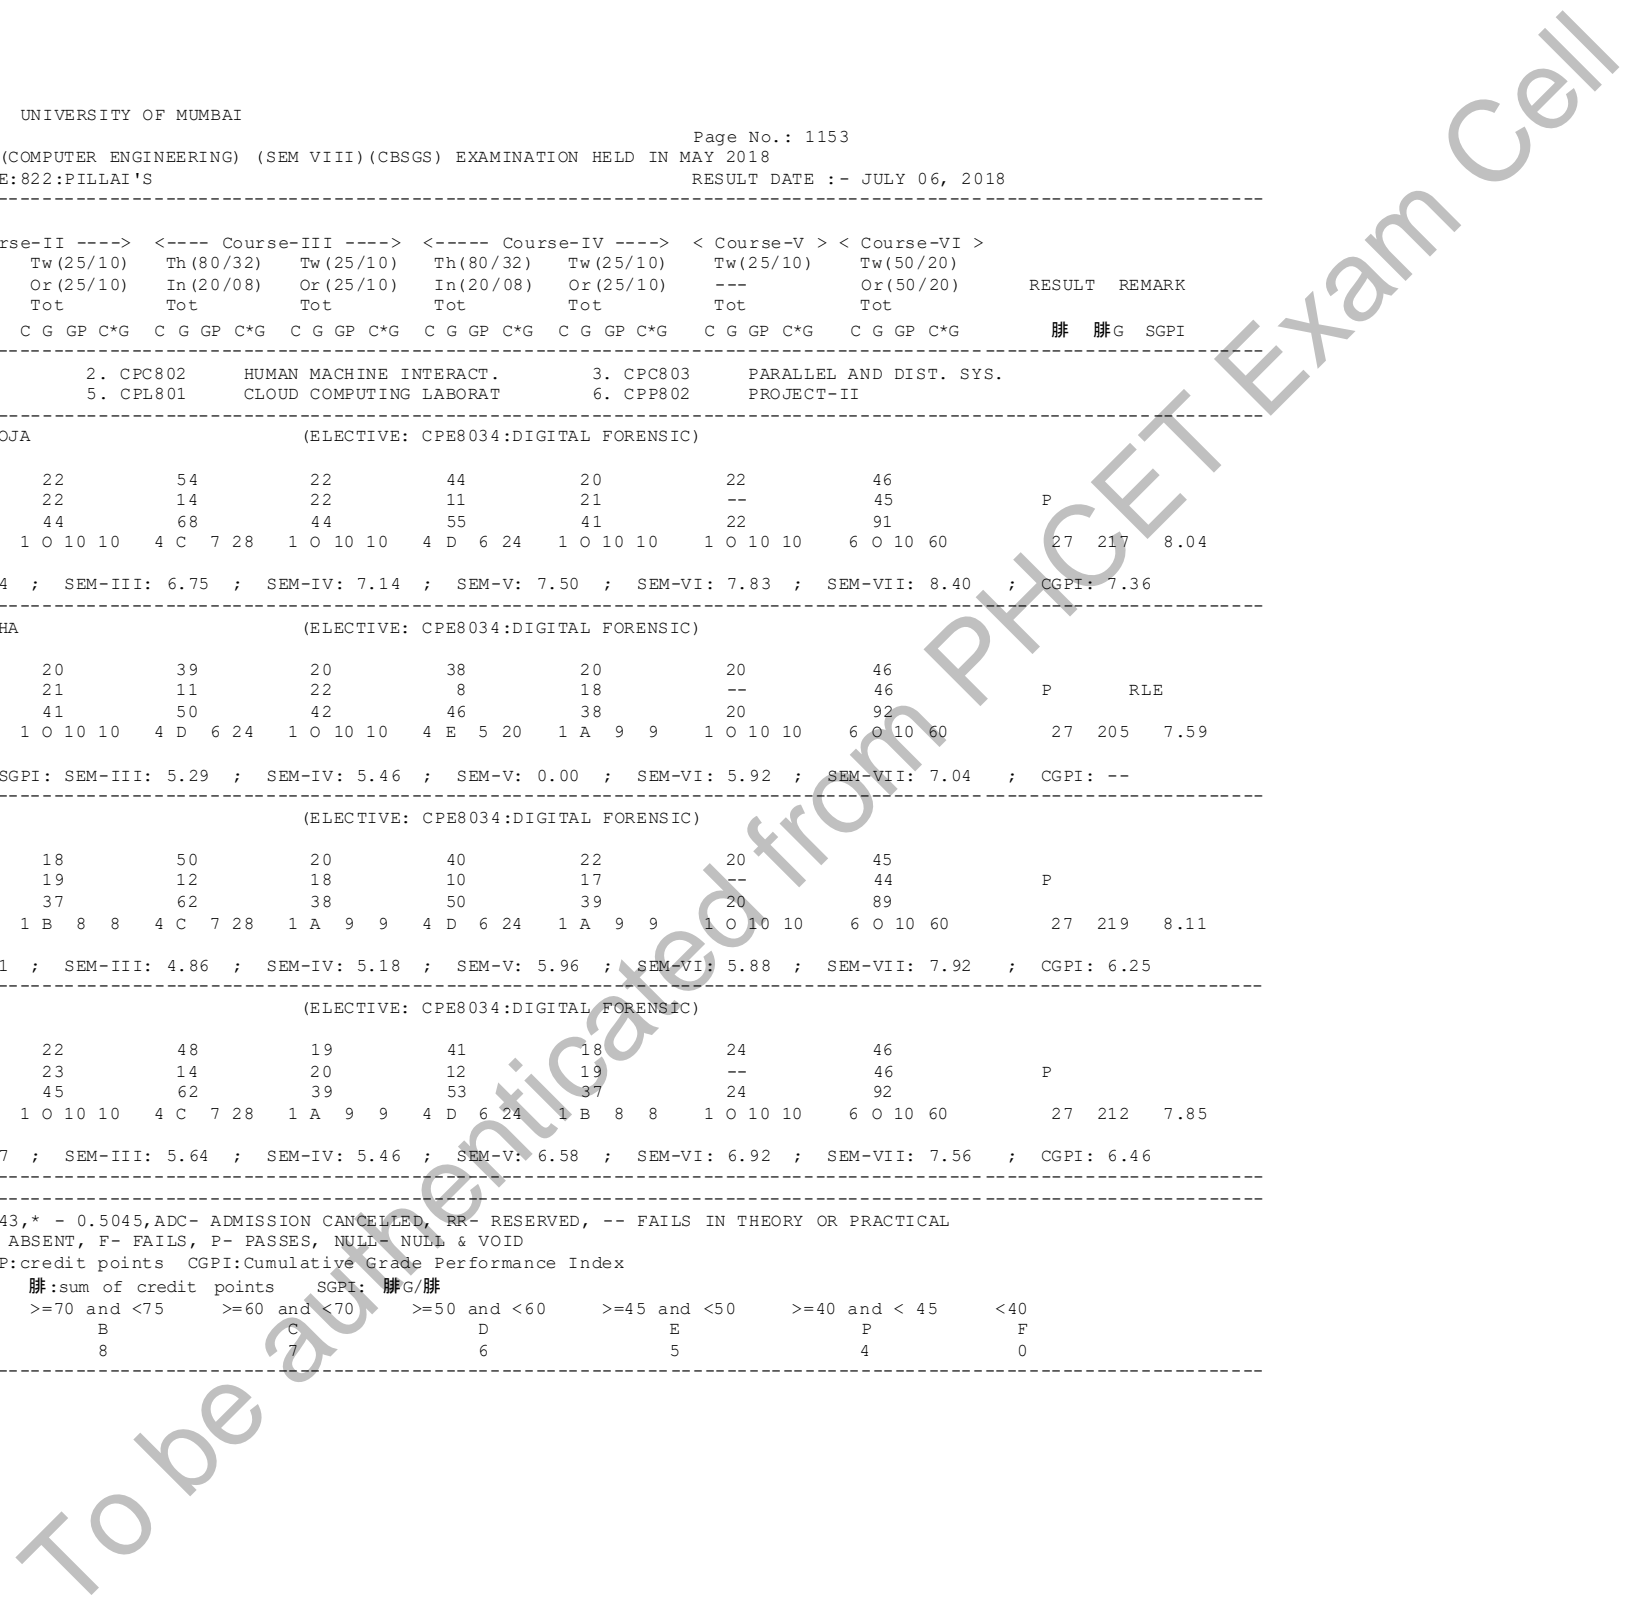 UNIVERSITY OF MUMBAI
Page No.: 1153
(COMPUTER ENGINEERING) (SEM VIII)(CBSGS) EXAMINATION HELD IN MAY 2018
E:822:PILLAI'S RESULT DATE :- JULY 06, 2018
rse-II ----> <---- Course-III ----> <----- Course-IV ----> < Course-V > < Course-VI >
Tw(25/10) Th(80/32) Tw(25/10) Th(80/32) Tw(25/10) Tw(25/10) Tw(50/20)
Or(25/10) In(20/08) Or(25/10) In(20/08) Or(25/10) --- Or(50/20) RESULT REMARK
Tot Tot Tot Tot Tot Tot Tot
C G GP C*G C G GP C*G C G GP C*G C G GP C*G C G GP C*G C G GP C*G C G GP C*G 腓 腓G SGPI
2. CPC802 HUMAN MACHINE INTERACT. 3. CPC803 PARALLEL AND DIST. SYS.
5. CPL801 CLOUD COMPUTING LABORAT 6. CPP802 PROJECT-II
OJA (ELECTIVE: CPE8034:DIGITAL FORENSIC)
22 54 22 44 20 22 46
22 14 22 11 21 -- 45 P
44 68 44 55 41 22 91
1 O 10 10 4 C 7 28 1 O 10 10 4 D 6 24 1 O 10 10 1 O 10 10 6 O 10 60 27 217 8.04
4 ; SEM-III: 6.75 ; SEM-IV: 7.14 ; SEM-V: 7.50 ; SEM-VI: 7.83 ; SEM-VII: 8.40 ; CGPI: 7.36
HA (ELECTIVE: CPE8034:DIGITAL FORENSIC)
20 39 20 38 20 20 46
21 11 22 8 18 -- 46 P RLE
41 50 42 46 38 20 92
1 O 10 10 4 D 6 24 1 O 10 10 4 E 5 20 1 A 9 9 1 O 10 10 6 O 10 60 27 205 7.59
SGPI: SEM-III: 5.29 ; SEM-IV: 5.46 ; SEM-V: 0.00 ; SEM-VI: 5.92 ; SEM-VII: 7.04 ; CGPI: --
(ELECTIVE: CPE8034:DIGITAL FORENSIC)
18 50 20 40 22 20 45
19 12 18 10 17 -- 44 P
37 62 38 50 39 20 89
1 B 8 8 4 C 7 28 1 A 9 9 4 D 6 24 1 A 9 9 1 O 10 10 6 O 10 60 27 219 8.11
1 ; SEM-III: 4.86 ; SEM-IV: 5.18 ; SEM-V: 5.96 ; SEM-VI: 5.88 ; SEM-VII: 7.92 ; CGPI: 6.25
(ELECTIVE: CPE8034:DIGITAL FORENSIC)
22 48 19 41 18 24 46
23 14 20 12 19 -- 46 P
45 62 39 53 37 24 92
1 O 10 10 4 C 7 28 1 A 9 9 4 D 6 24 1 B 8 8 1 O 10 10 6 O 10 60 27 212 7.85
7 ; SEM-III: 5.64 ; SEM-IV: 5.46 ; SEM-V: 6.58 ; SEM-VI: 6.92 ; SEM-VII: 7.56 ; CGPI: 6.46
43,* - 0.5045,ADC- ADMISSION CANCELLED, RR- RESERVED, -- FAILS IN THEORY OR PRACTICAL
ABSENT, F- FAILS, P- PASSES, NULL- NULL & VOID
P:credit points CGPI:Cumulative Grade Performance Index
腓:sum of credit points SGPI: 腓G/腓
>=70 and <75 >=60 and <70 >=50 and <60 >=45 and <50 >=40 and < 45 <40
B C D E P F
8 7 6 5 4 0
To be authenticated from PHCET Exam Cell